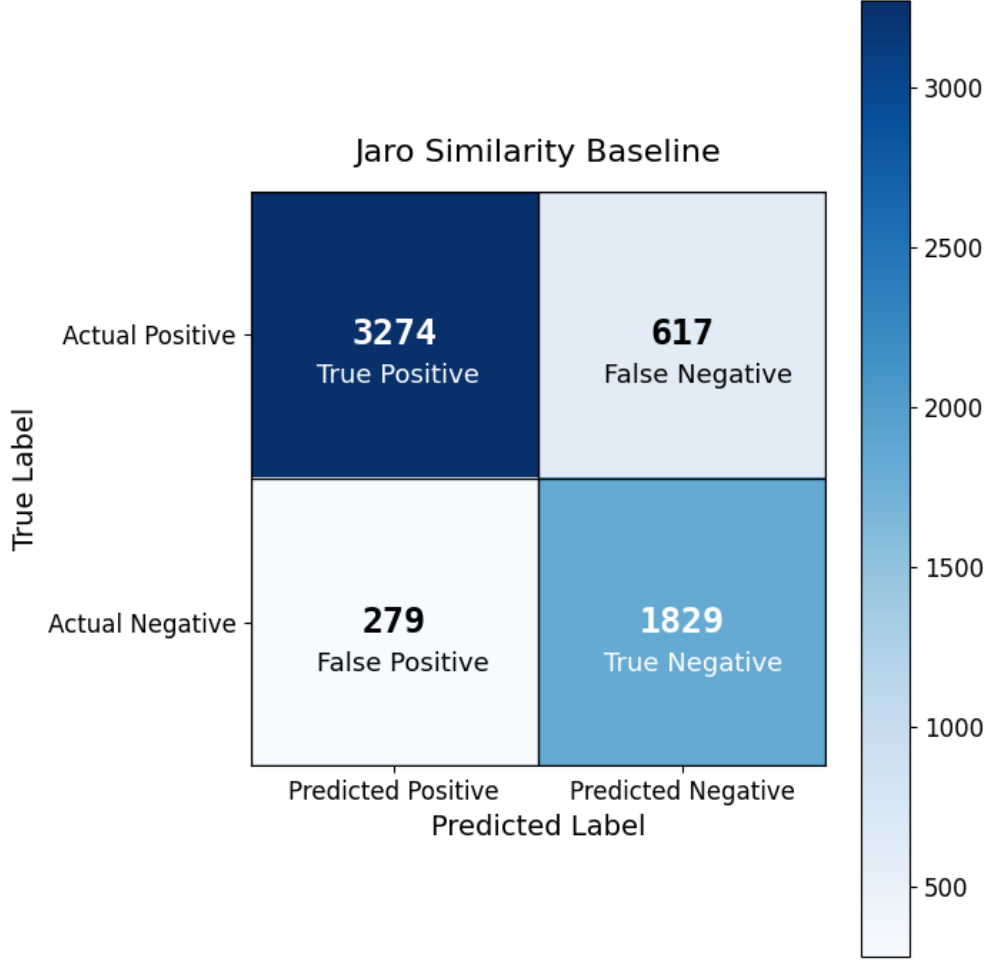 Jaro Similarity Baseline
True Label
Actual Positive
3274
True Positive
617
False Negative
Actual Negative
279
False Positive
1829
True Negative
Predicted Positive
Predicted Negative
Predicted Label
3000
2500
2000
1500
1000
500